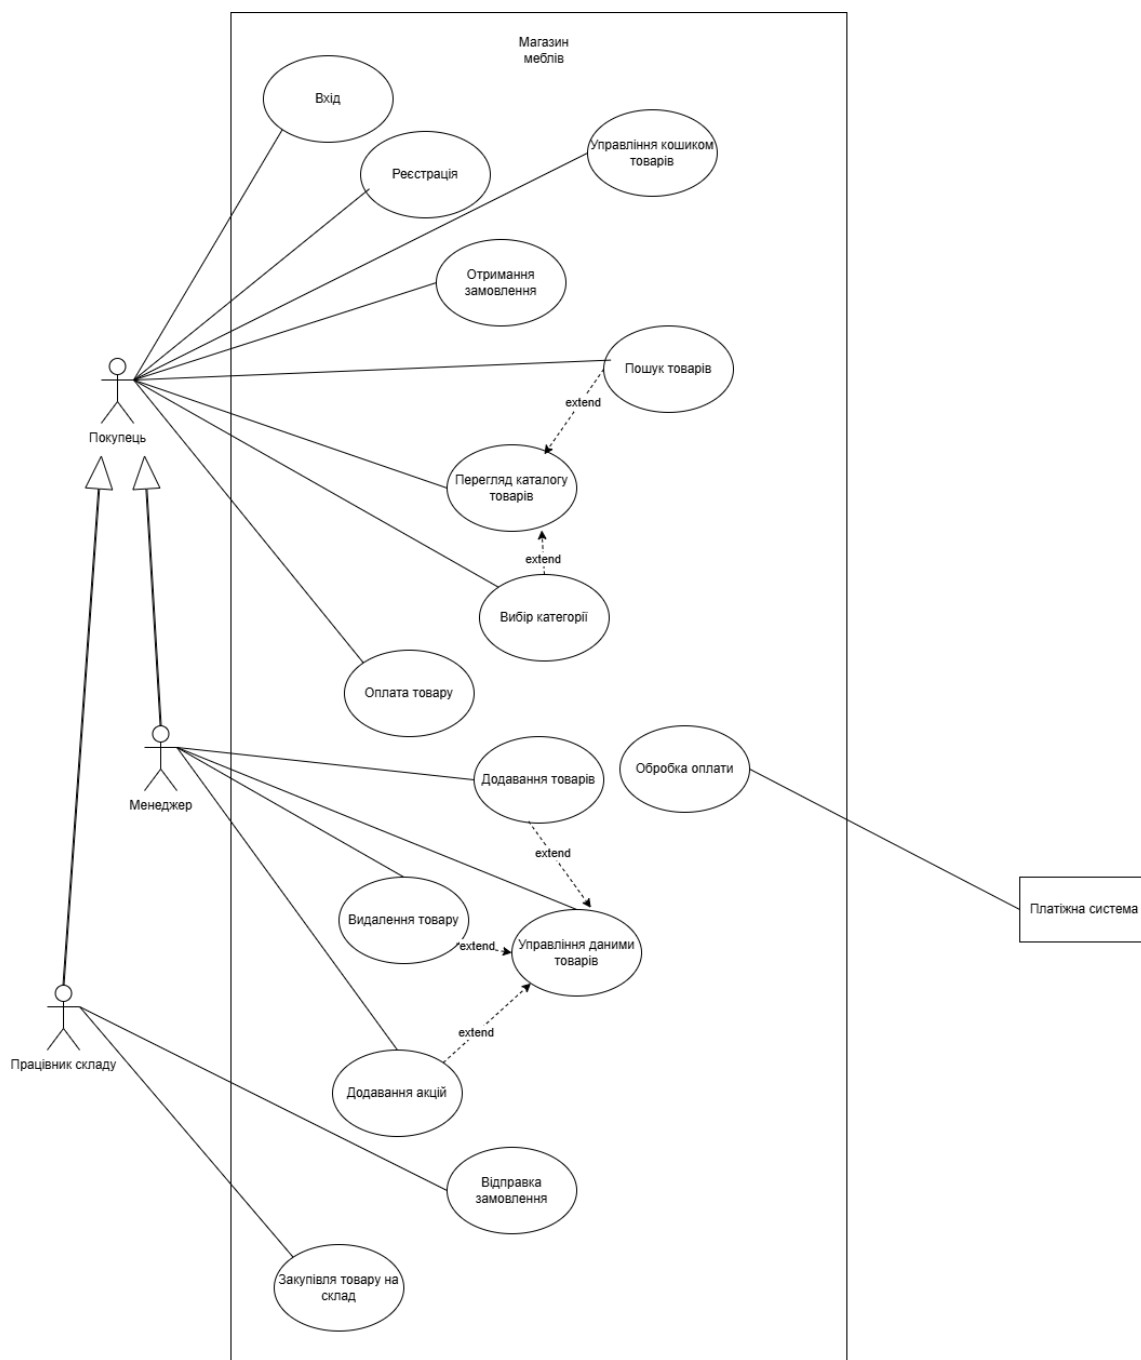 Магазин
меблів
Вхід
Управління кошиком
товарів
Реєстрація
Отримання
замовлення
Пошук товарів
extend
Покупець
Перегляд каталогу
товарів
extend
Вибір категорії
Оплата товару
Обробка оплати
Додавання товарів
Менеджер
extend
Видалення товару
Платіжна система
extend
Управління даними
товарів
extend
Працівник складу
Додавання акцій
Відправка
замовлення
Закупівля товару на
склад